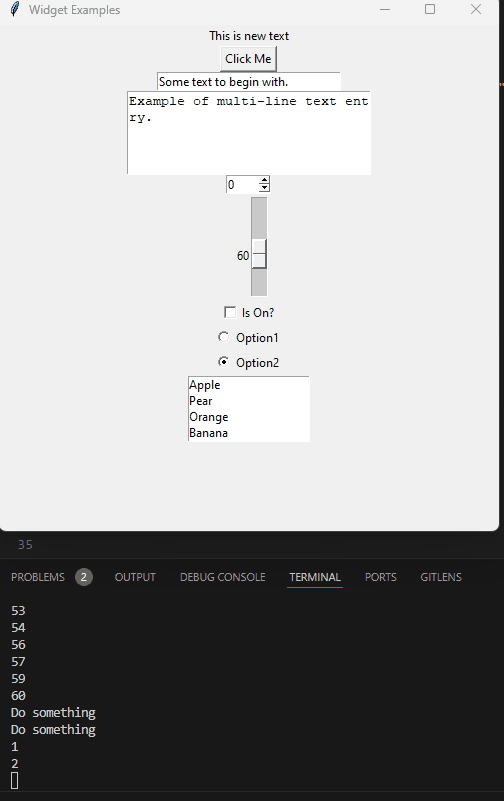 Widget Examples
This is new text
Click Me
Some text to begin with.
"
Example of multi-line text ent
ry.
0
60
Is On?
Option1
Option2
Apple
Pear
Orange
Banana
35
PROBLEMS 2 OUTPUT DEBUG CONSOLE TERMINAL PORTS GITLENS
53
54
56
57
59
60
Do something
Do something
1
2